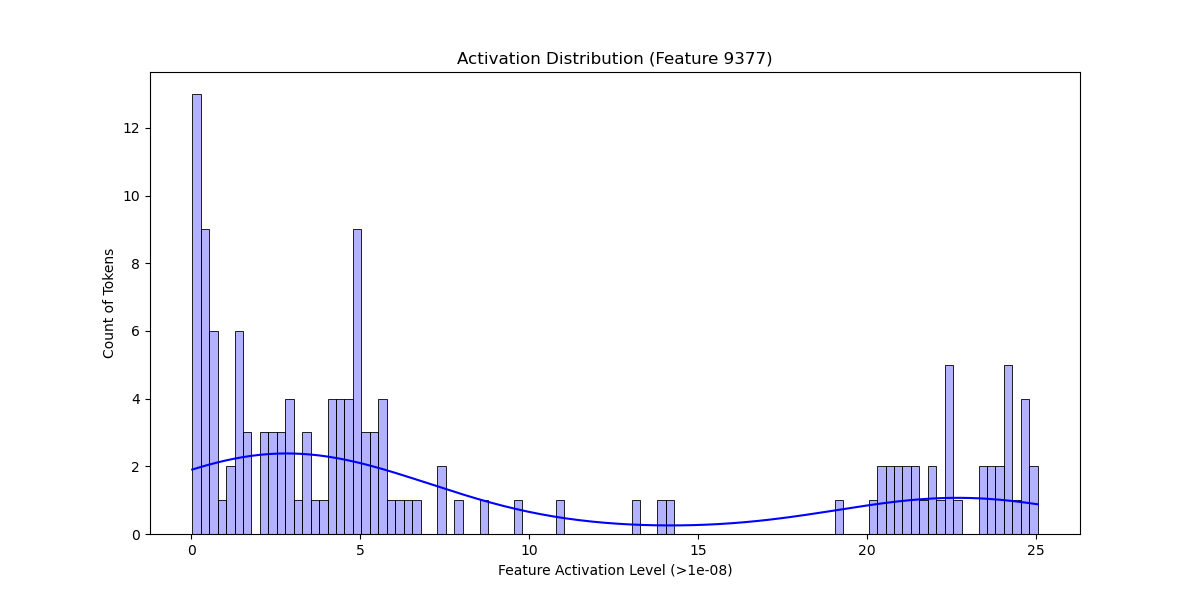 Activation Distribution (Feature 9377)
Count of Tokens
12
10
8
6
4
2
0
0 5 10 15 20 25
Feature Activation Level (>1e-08)